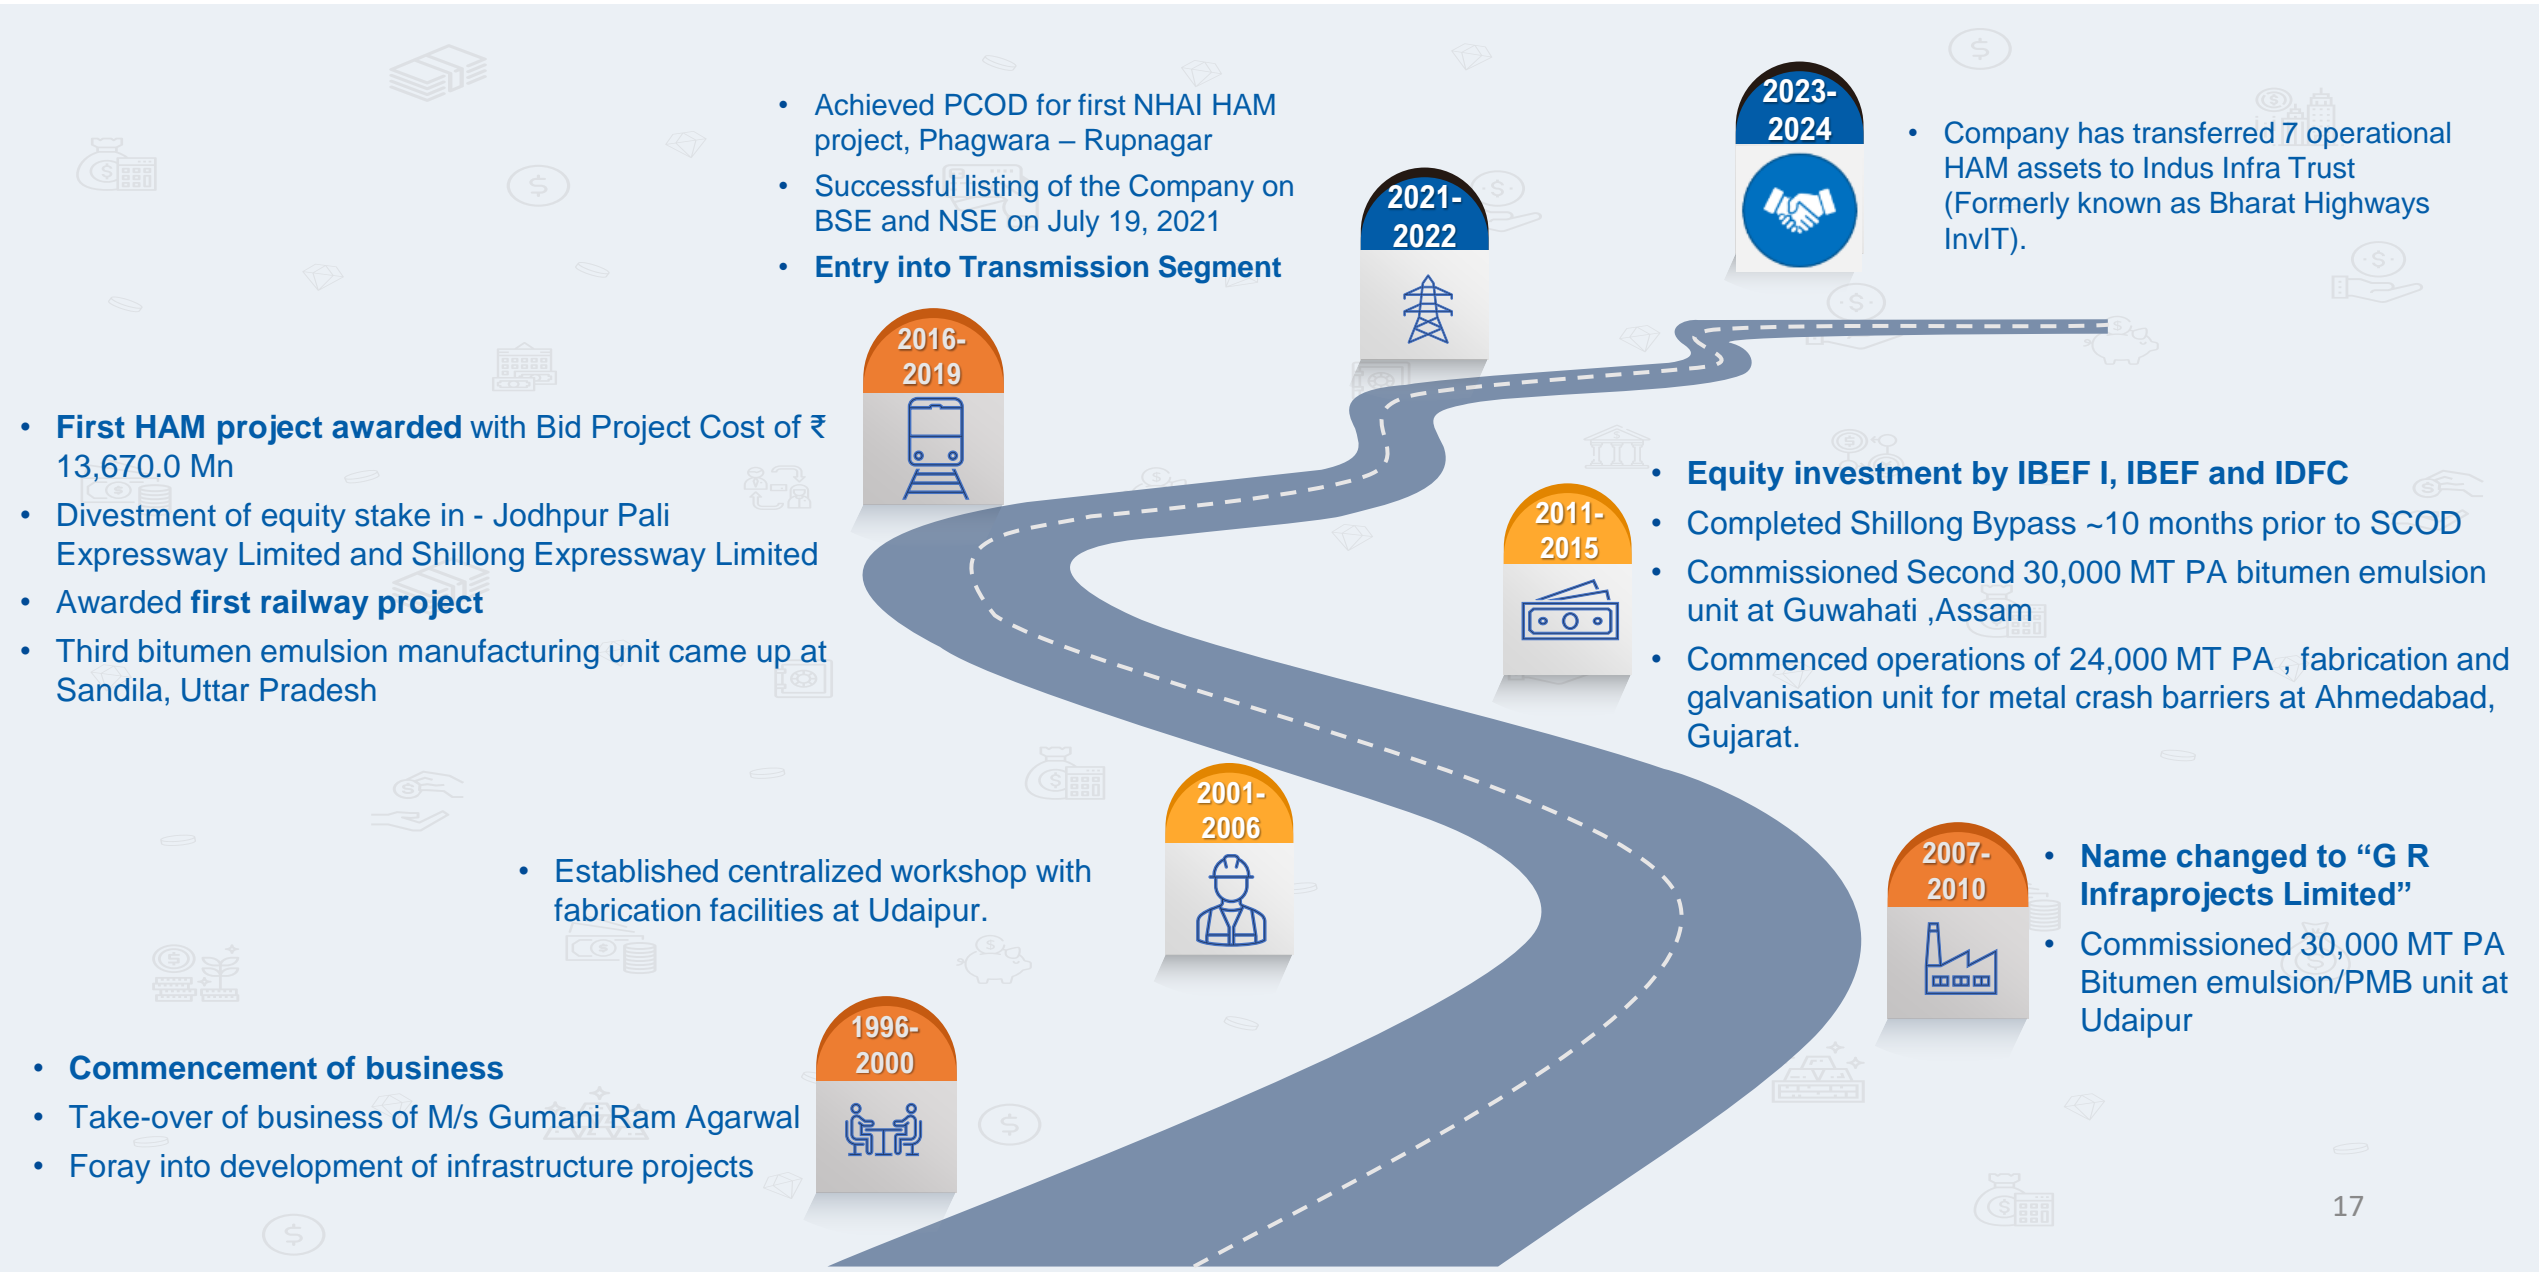 • Achieved PCOD for first NHAI HAM
project, Phagwara – Rupnagar
• Successful listing of the Company on
BSE and NSE on July 19, 2021
• Entry into Transmission Segment
2021-
2022
2023-
2024
• Company has transferred 7 operational
HAM assets to Indus Infra Trust
(Formerly known as Bharat Highways
InvIT).
2016-
2019
• First HAM project awarded with Bid Project Cost of ₹
13,670.0 Mn
• Divestment of equity stake in - Jodhpur Pali
Expressway Limited and Shillong Expressway Limited
• Awarded first railway project
• Third bitumen emulsion manufacturing unit came up at
Sandila, Uttar Pradesh
2011-
2015
• Equity investment by IBEF I, IBEF and IDFC
• Completed Shillong Bypass ~10 months prior to SCOD
• Commissioned Second 30,000 MT PA bitumen emulsion
unit at Guwahati ,Assam
• Commenced operations of 24,000 MT PA , fabrication and
galvanisation unit for metal crash barriers at Ahmedabad,
Gujarat.
2001-
2006
• Established centralized workshop with
fabrication facilities at Udaipur.
2007-
2010
• Name changed to “G R
Infraprojects Limited”
• Commissioned 30,000 MT PA
Bitumen emulsion/PMB unit at
Udaipur
1996-
2000
• Commencement of business
• Take-over of business of M/s Gumani Ram Agarwal
• Foray into development of infrastructure projects
17